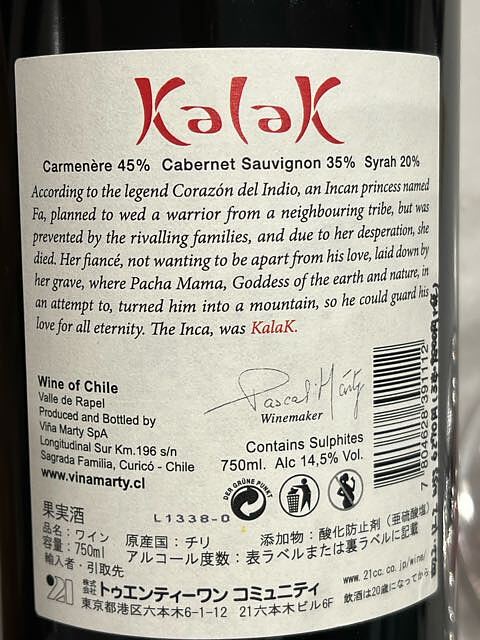 KalaK
Carmenère 45% Cabernet Sauvignon 35% Syrah 20%
According to the legend Corazón del Indio, an Incan princess named
Fa, planned to wed a warrior from a neighbouring tribe, but was
prevented by the rivalling families, and due to her desperation, she
died. Her fiancé, not wanting to be apart from his love, laid down by
her grave, where Pacha Mama, Goddess of the earth and nature, in
an attempt to, turned him into a mountain, so he could guard his
love for all eternity. The Inca, was KalaK.
Wine of Chile
Valle de Rapel
Produced and Bottled by
Viña Marty SpA
Longitudinal Sur Km.196 s/n
Sagrada Familia, Curicó - Chile
www.vinamarty.cl
Pascal Marty
Winemaker
Contains Sulphites
750ml. Alc 14,5% Vol.
7 804628 391112
DER GRÜNE PUNKT
L1338-0
果実酒
品名：ワイン 原産国：チリ 添加物：酸化防止剤（亜硫酸塩）
容量：750ml アルコール度数：表ラベルまたは裏ラベルに記載
輸入者・引取先
21 株式会社 トゥエンティーワン コミュニティ www.21cc.co.jp/wine/
東京都港区六本木6-1-12 21六本木ビル6F 飲酒は20歳になってから